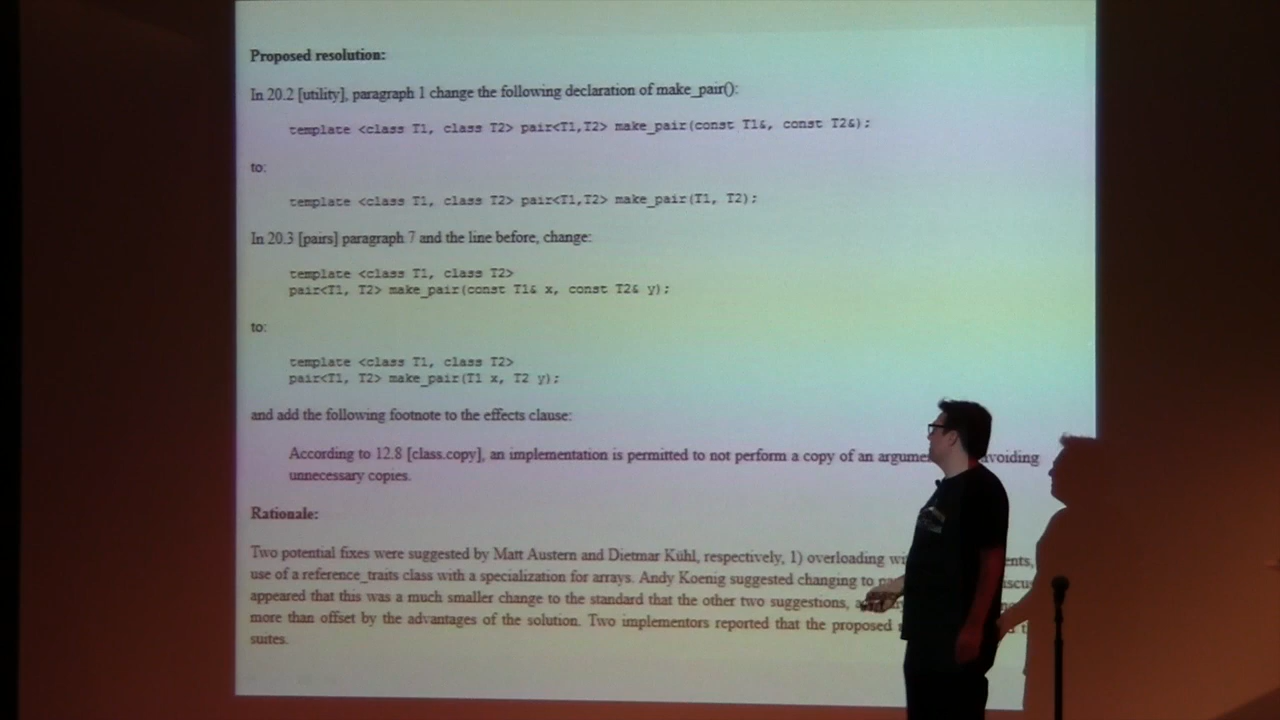 Proposed resolution:
In 20.2 [utility], paragraph 1 change the following declaration of make_pair():
template <class T1, class T2> pair<T1,T2> make_pair(const T1&, const T2&);
to:
template <class T1, class T2> pair<T1,T2> make_pair(T1, T2);
In 20.3 [pairs] paragraph 7 and the line before, change:
template <class T1, class T2>
pair<T1, T2> make_pair(const T1& x, const T2& y);
to:
template <class T1, class T2>
pair<T1, T2> make_pair(T1 x, T2 y);
and add the following footnote to the effects clause:
According to 12.8 [class.copy], an implementation is permitted to not perform a copy of an avoiding
unnecessary copies.
Rationale:
Two potential fixes were suggested by Matt Austern and Dietmar Kühl, respectively, 1) overloading
use of a reference_traits class with a specialization for arrays. Andy Koenig suggested changing to
appeared that this was a much smaller change to the standard that the other two suggestions,
more than offset by the advantages of the solution. Two implementors reported that the proposed
suites.